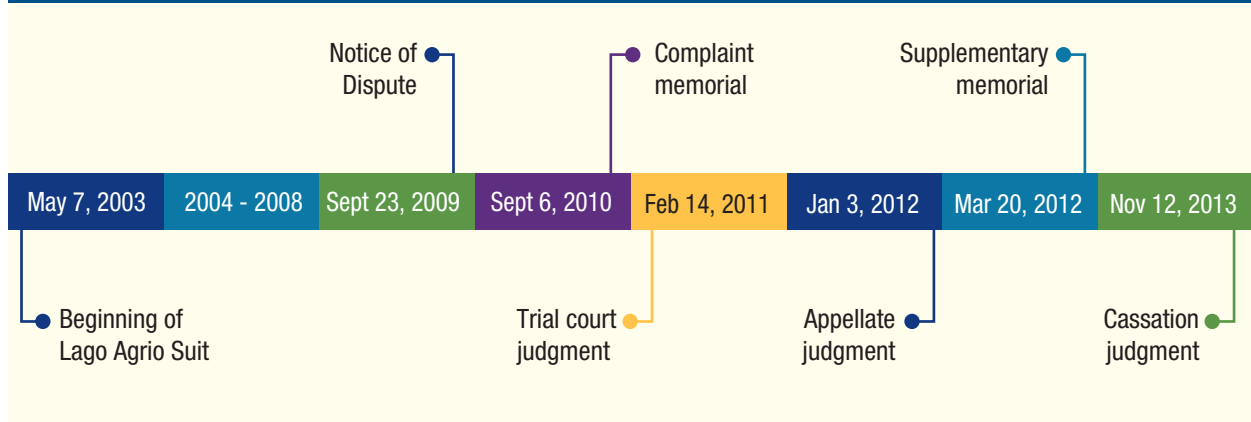 Notice of
Dispute
Complaint
memorial
Supplementary
memorial
May 7, 2003
2004 - 2008
Sept 23, 2009
Sept 6, 2010
Feb 14, 2011
Jan 3, 2012
Mar 20, 2012
Nov 12, 2013
Beginning of
Lago Agrio Suit
Trial court
judgment
Appellate
judgment
Cassation
judgment